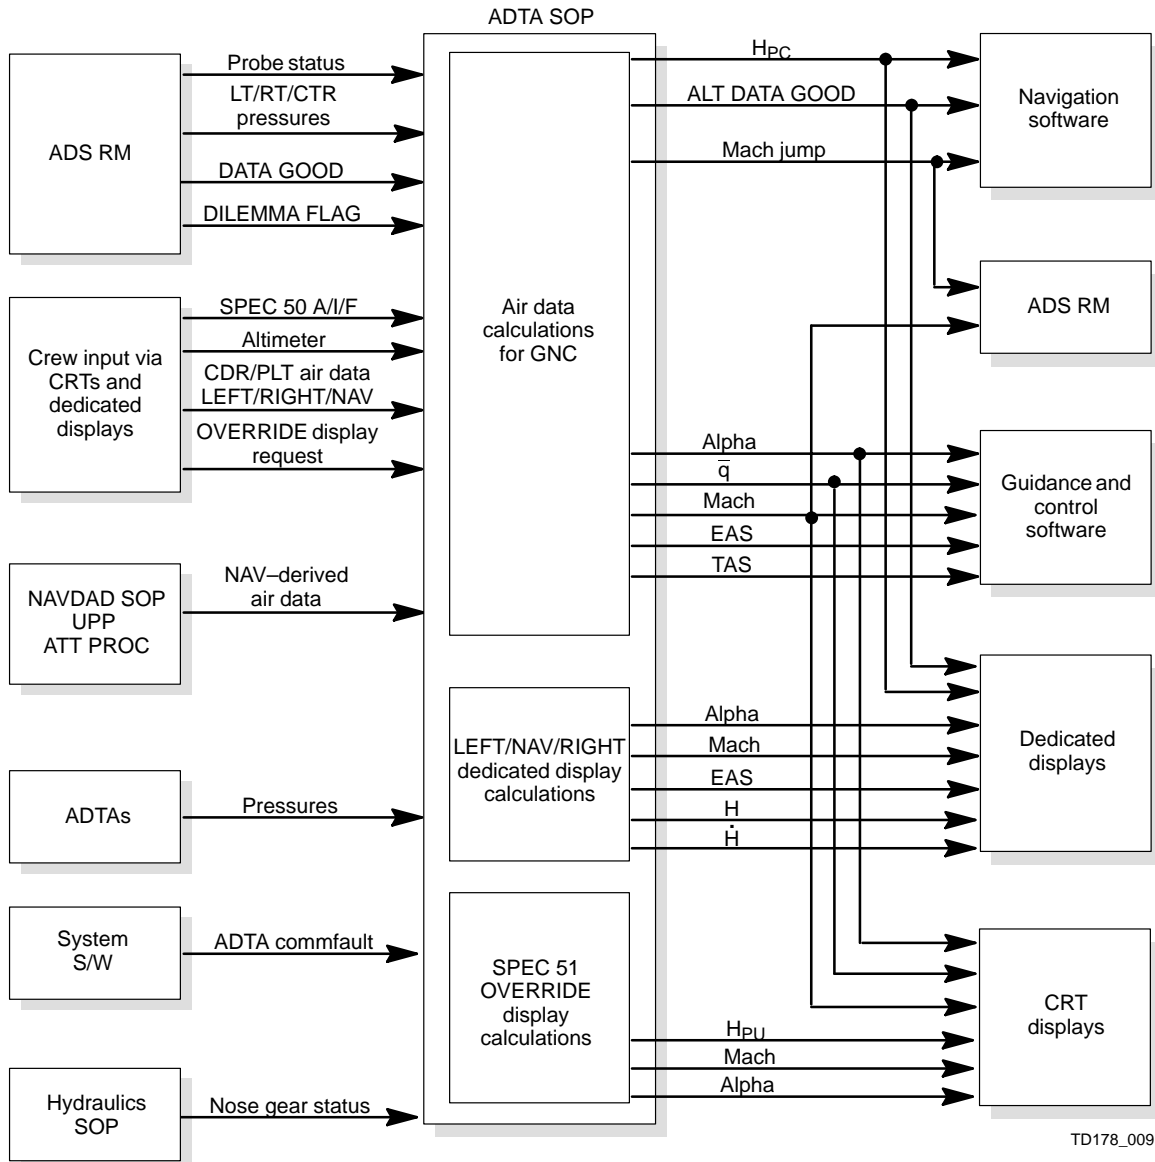 ADTA SOP
ADS RM
Probe status
LT/RT/CTR
pressures
DATA GOOD
DILEMMA FLAG
Crew input via
CRTs and
dedicated
displays
SPEC 50 A/I/F
Altimeter
CDR/PLT air data
LEFT/RIGHT/NAV
OVERRIDE display
request
NAVDAD SOP
UPP
ATT PROC
NAV–derived
air data
ADTAs
Pressures
System
S/W
ADTA commfault
Hydraulics
SOP
Nose gear status
Air data
calculations
for GNC
LEFT/NAV/RIGHT
dedicated display
calculations
SPEC 51
OVERRIDE
display
calculations
HPC
ALT DATA GOOD
Mach jump
Alpha
q̅
Mach
EAS
TAS
Alpha
Mach
EAS
H
Ḣ
HPU
Mach
Alpha
Navigation
software
ADS RM
Guidance and
control
software
Dedicated
displays
CRT
displays
TD178_009